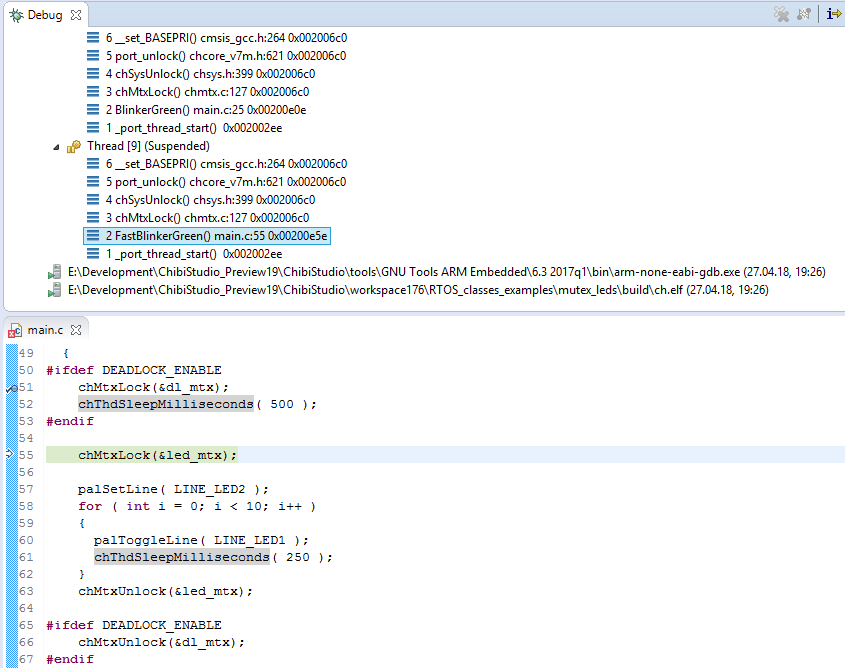 Debug
6 __set_BASEPRI() cmsis_gcc.h:264 0x002006c0
5 port_unlock() chcore_v7m.h:621 0x002006c0
4 chSysUnlock() chsys.h:399 0x002006c0
3 chMtxLock() chmtx.c:127 0x002006c0
2 BlinkerGreen() main.c:25 0x00200e0e
1 _port_thread_start()  0x002002ee
Thread [9] (Suspended)
6 __set_BASEPRI() cmsis_gcc.h:264 0x002006c0
5 port_unlock() chcore_v7m.h:621 0x002006c0
4 chSysUnlock() chsys.h:399 0x002006c0
3 chMtxLock() chmtx.c:127 0x002006c0
2 FastBlinkerGreen() main.c:55 0x00200e5e
1 _port_thread_start()  0x002002ee
E:\Development\ChibiStudio_Preview19\ChibiStudio\tools\GNU Tools ARM Embedded\6.3 2017q1\bin\arm-none-eabi-gdb.exe (27.04.18, 19:26)
E:\Development\ChibiStudio_Preview19\ChibiStudio\workspace176\RTOS_classes_examples\mutex_leds\build\ch.elf (27.04.18, 19:26)
main.c
49 {
50 #ifdef DEADLOCK_ENABLE
51 chMtxLock(&dl_mtx);
52 chThdSleepMilliseconds( 500 );
53 #endif
54
55 chMtxLock(&led_mtx);
56
57 palSetLine( LINE_LED2 );
58 for ( int i = 0; i < 10; i++ )
59 {
60 palToggleLine( LINE_LED1 );
61 chThdSleepMilliseconds( 250 );
62 }
63 chMtxUnlock(&led_mtx);
64
65 #ifdef DEADLOCK_ENABLE
66 chMtxUnlock(&dl_mtx);
67 #endif